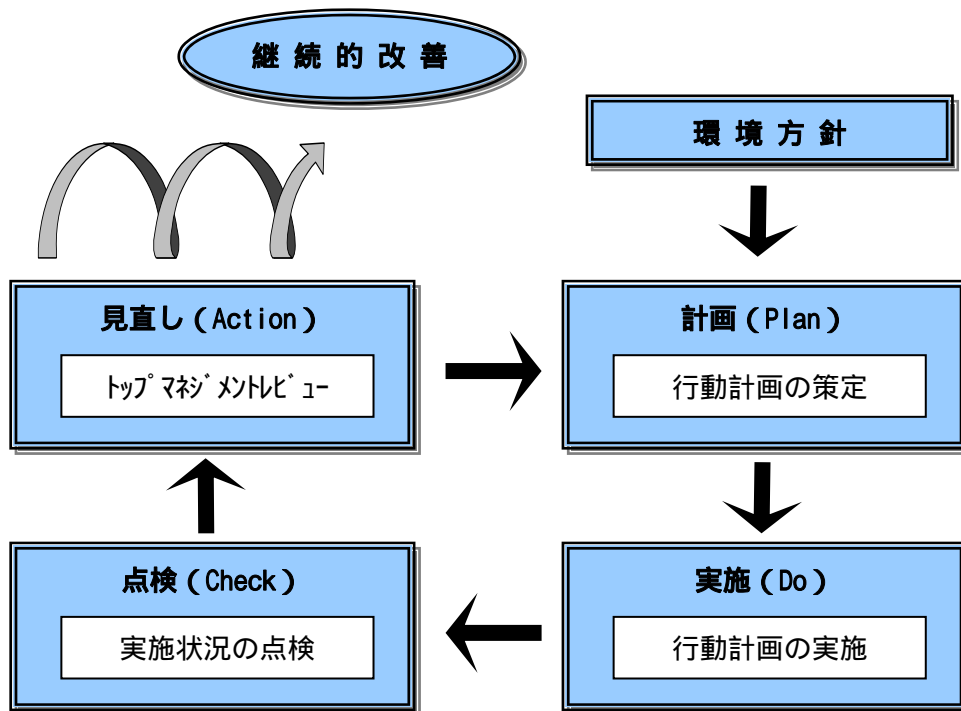 継続的改善
環境方針
見直し（Action）
ﾄｯﾌﾟﾏﾈｼﾞﾒﾝﾄﾚﾋﾞｭｰ
計画（Plan）
行動計画の策定
点検（Check）
実施状況の点検
実施（Do）
行動計画の実施